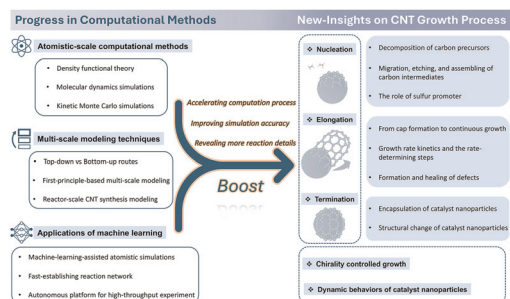 Progress in Computational Methods
New-Insights on CNT Growth Process
Atomistic-scale computational methods
• Density functional theory
• Molecular dynamics simulations
• Kinetic Monte Carlo simulations
Multi-scale modeling techniques
• Top-down vs Bottom-up routes
• First-principle-based multi-scale modeling
• Reactor-scale CNT synthesis modeling
Applications of machine learning
• Machine-learning-assisted atomistic simulations
• Fast-establishing reaction network
• Autonomous platform for high-throughput experiment
Accelerating computation process
Improving simulation accuracy
Revealing more reaction details
Boost
❖ Nucleation
• Decomposition of carbon precursors
• Migration, etching, and assembling of
carbon intermediates
• The role of sulfur promoter
❖ Elongation
• From cap formation to continuous growth
• Growth rate kinetics and the rate-
determining steps
• Formation and healing of defects
❖ Termination
• Encapsulation of catalyst nanoparticles
• Structural change of catalyst nanoparticles
❖ Chirality controlled growth
❖ Dynamic behaviors of catalyst nanoparticles